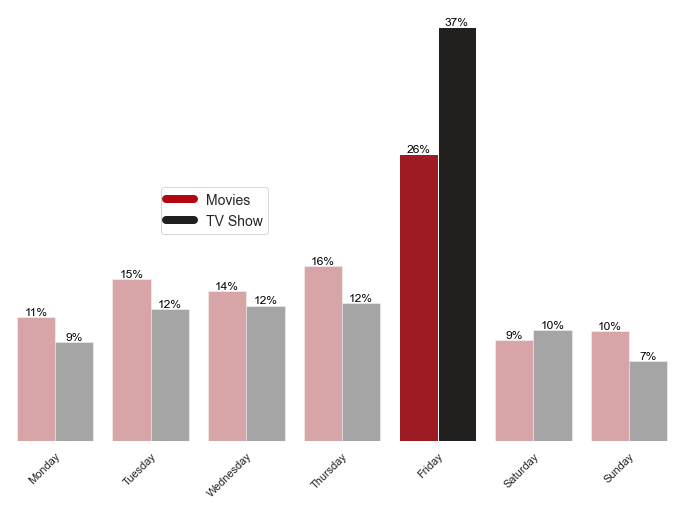 37%
26%
Movies
TV Show
11%
9%
15%
12%
14%
12%
16%
12%
9%
10%
10%
7%
Monday
Tuesday
Wednesday
Thursday
Friday
Saturday
Sunday